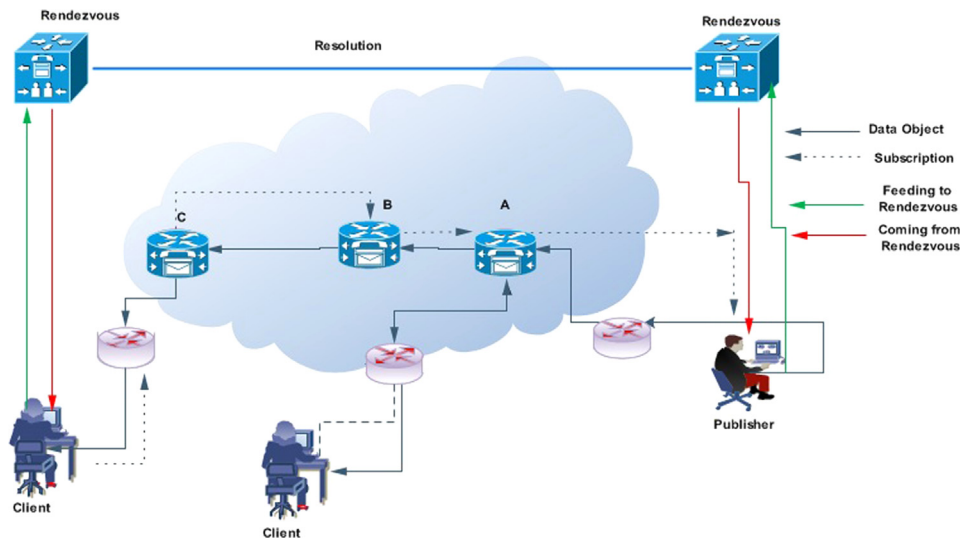 Rendezvous
Rendezvous
Resolution
Data Object
Subscription
Feeding to
Rendezvous
Coming from
Rendezvous
C
B
A
Publisher
Client
Client